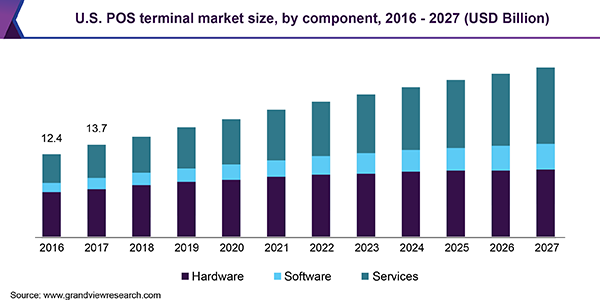 U.S. POS terminal market size, by component, 2016 - 2027 (USD Billion)
12.4
13.7
2016 2017 2018 2019 2020 2021 2022 2023 2024 2025 2026 2027
Hardware Software Services
Source: www.grandviewresearch.com